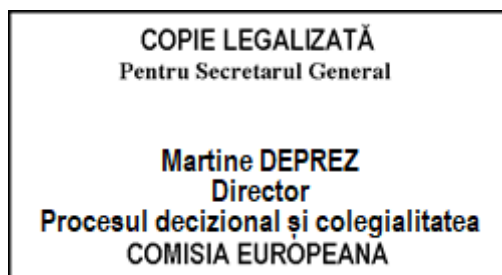 COPIE LEGALIZATĂ
Pentru Secretarul General
Martine DEPREZ
Director
Procesul decizional și colegialitatea
COMISIA EUROPEANA